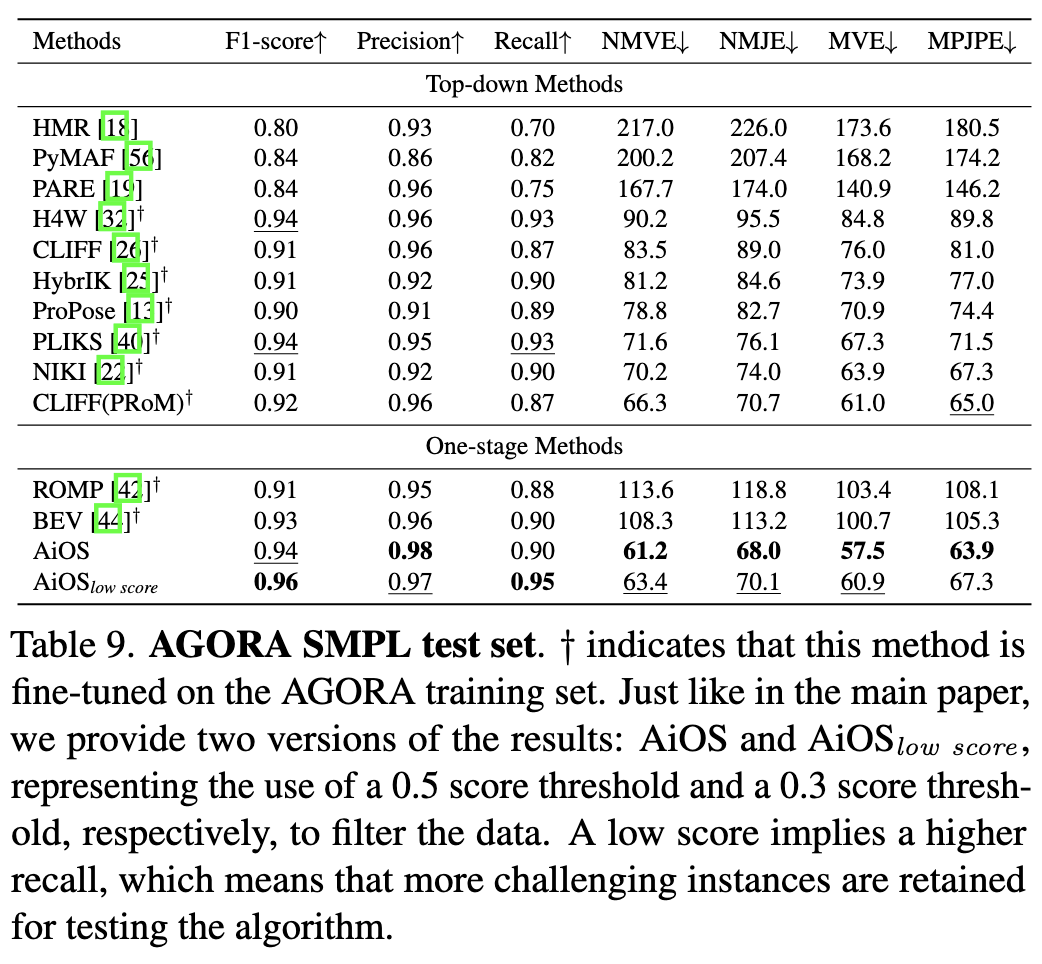 Methods F1-score↑ Precision↑ Recall↑ NMVE↓ NMJE↓ MVE↓ MPJPE↓
Top-down Methods
HMR [18] 0.80 0.93 0.70 217.0 226.0 173.6 180.5
PyMAF [56] 0.84 0.86 0.82 200.2 207.4 168.2 174.2
PARE [19] 0.84 0.96 0.75 167.7 174.0 140.9 146.2
H4W [32]† 0.94 0.96 0.93 90.2 95.5 84.8 89.8
CLIFF [26]† 0.91 0.96 0.87 83.5 89.0 76.0 81.0
HybrIK [25]† 0.91 0.92 0.90 81.2 84.6 73.9 77.0
ProPose [13]† 0.90 0.91 0.89 78.8 82.7 70.9 74.4
PLIKS [40]† 0.94 0.95 0.93 71.6 76.1 67.3 71.5
NIKI [22]† 0.91 0.92 0.90 70.2 74.0 63.9 67.3
CLIFF(PRoM)† 0.92 0.96 0.87 66.3 70.7 61.0 65.0
One-stage Methods
ROMP [42]† 0.91 0.95 0.88 113.6 118.8 103.4 108.1
BEV [44]† 0.93 0.96 0.90 108.3 113.2 100.7 105.3
AiOS 0.94 0.98 0.90 61.2 68.0 57.5 63.9
AiOS low score 0.96 0.97 0.95 63.4 70.1 60.9 67.3
Table 9. AGORA SMPL test set. † indicates that this method is
fine-tuned on the AGORA training set. Just like in the main paper,
we provide two versions of the results: AiOS and AiOS low score,
representing the use of a 0.5 score threshold and a 0.3 score thresh-
old, respectively, to filter the data. A low score implies a higher
recall, which means that more challenging instances are retained
for testing the algorithm.